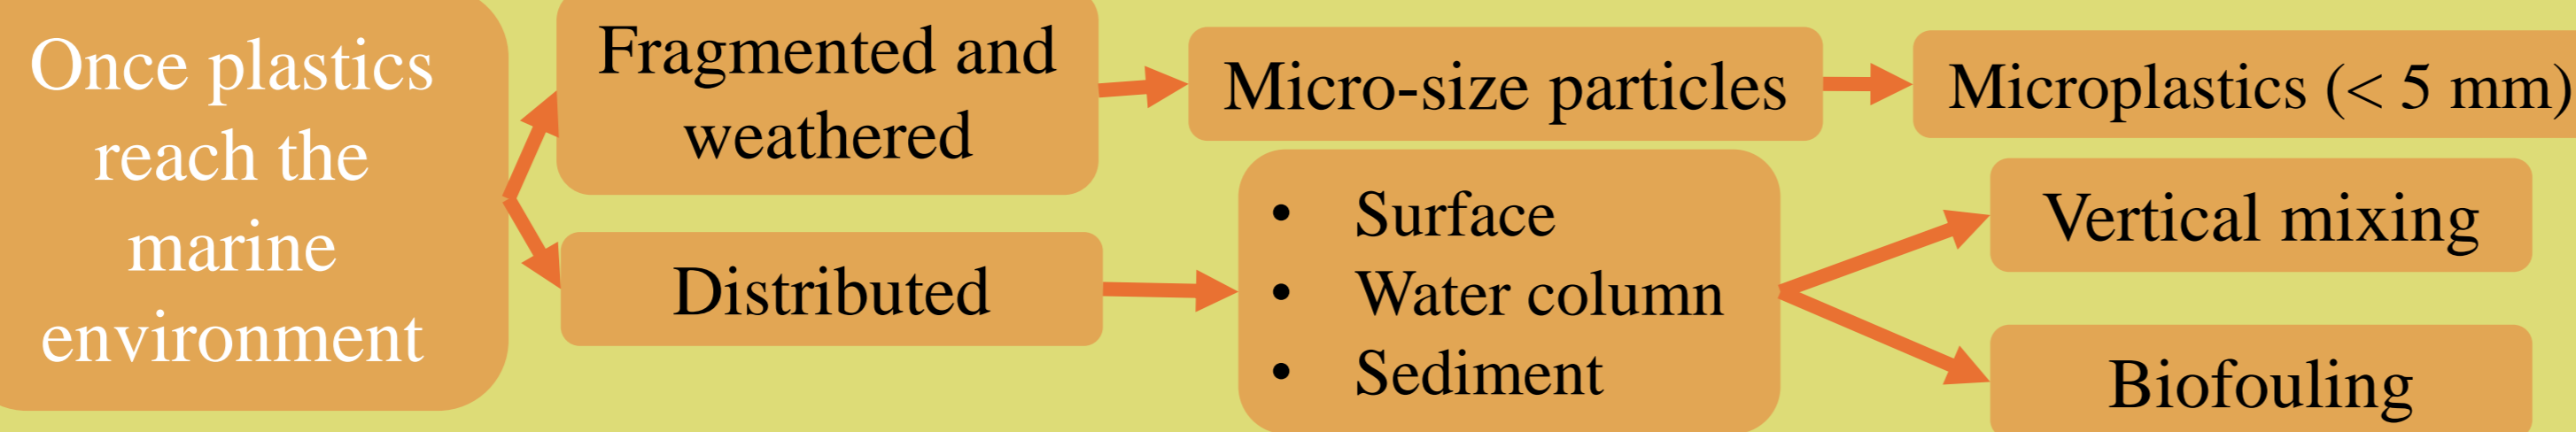 Once plastics
reach the
marine
environment
Fragmented and
weathered
Micro-size particles
Microplastics (< 5 mm)
Distributed
• Surface
• Water column
• Sediment
Vertical mixing
Biofouling